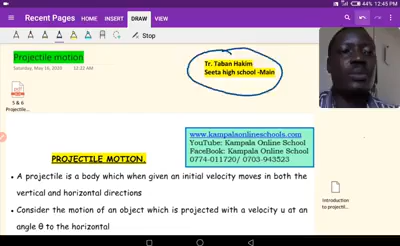 12:45 PM
Recent Pages
HOME
INSERT
DRAW
VIEW
Stop
Projectile motion
Saturday, May 16, 2020
12:22 AM
Tr. Taban Hakim
Seeta high school -Main
5 & 6
Projectile...
www.kampalaonlineschools.com
YouTube: Kampala Online School
FaceBook: Kampala Online School
0774-011720/ 0703-943523
PROJECTILE MOTION.
• A projectile is a body which when given an initial velocity moves in both the
vertical and horizontal directions
• Consider the motion of an object which is projected with a velocity u at an
angle θ to the horizontal
Introduction
to projectil...